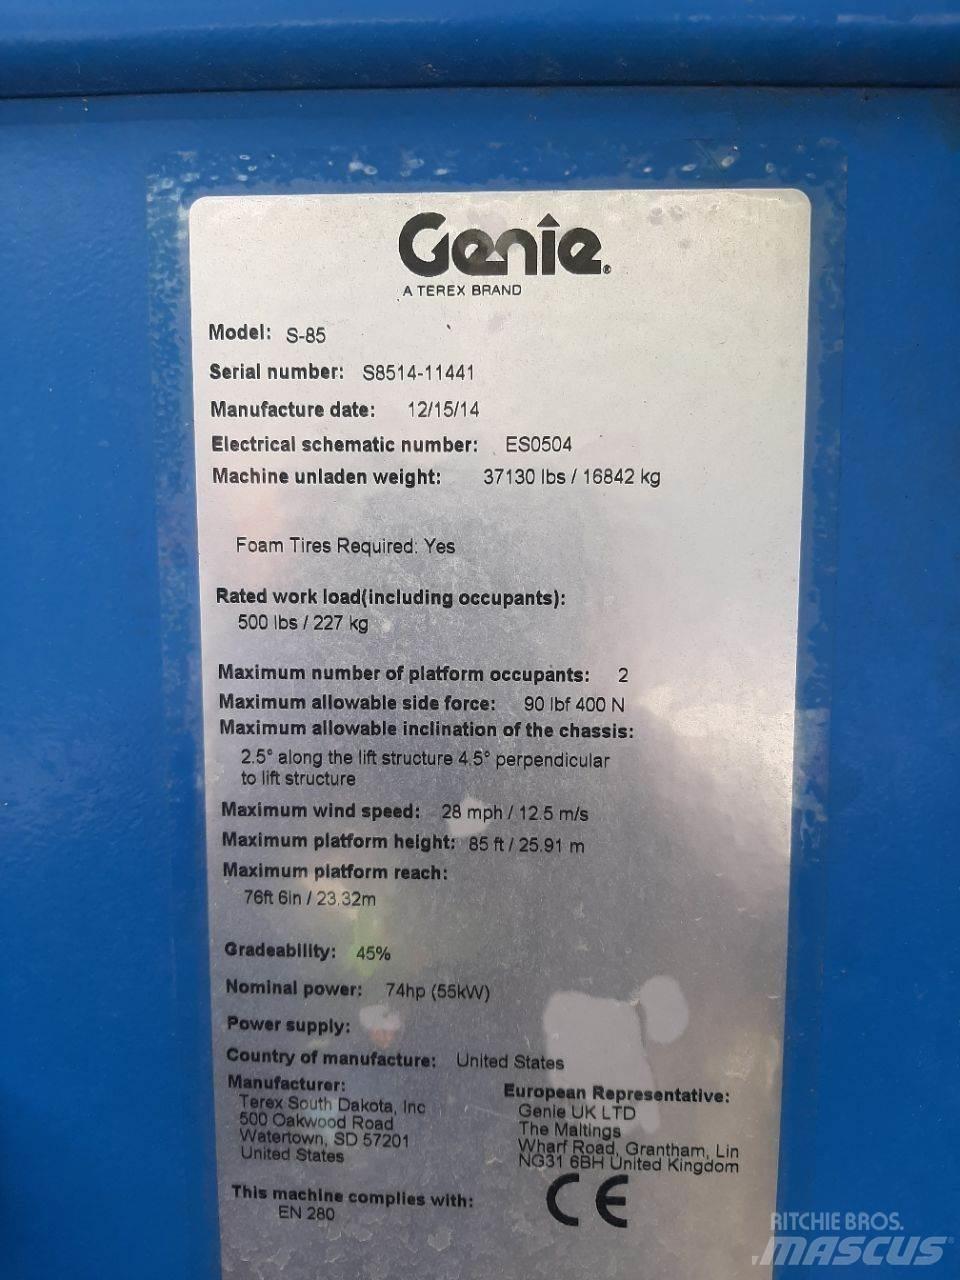 Genie®
A TEREX BRAND
Model: S-85
Serial number: S8514-11441
Manufacture date: 12/15/14
Electrical schematic number: ES0504
Machine unladen weight: 37130 lbs / 16842 kg
Foam Tires Required: Yes
Rated work load(including occupants):
500 lbs / 227 kg
Maximum number of platform occupants: 2
Maximum allowable side force: 90 lbf 400 N
Maximum allowable inclination of the chassis:
2.5° along the lift structure 4.5° perpendicular
to lift structure
Maximum wind speed: 28 mph / 12.5 m/s
Maximum platform height: 85 ft / 25.91 m
Maximum platform reach:
76ft 6in / 23.32m
Gradeability: 45%
Nominal power: 74hp (55kW)
Power supply:
Country of manufacture: United States
Manufacturer:
Terex South Dakota, Inc
500 Oakwood Road
Watertown, SD 57201
United States
European Representative:
Genie UK LTD
The Maltings
Wharf Road, Grantham, Lin
NG31 6BH United Kingdom
This machine complies with:
EN 280
CE
RITCHIE BROS.
MASCUS